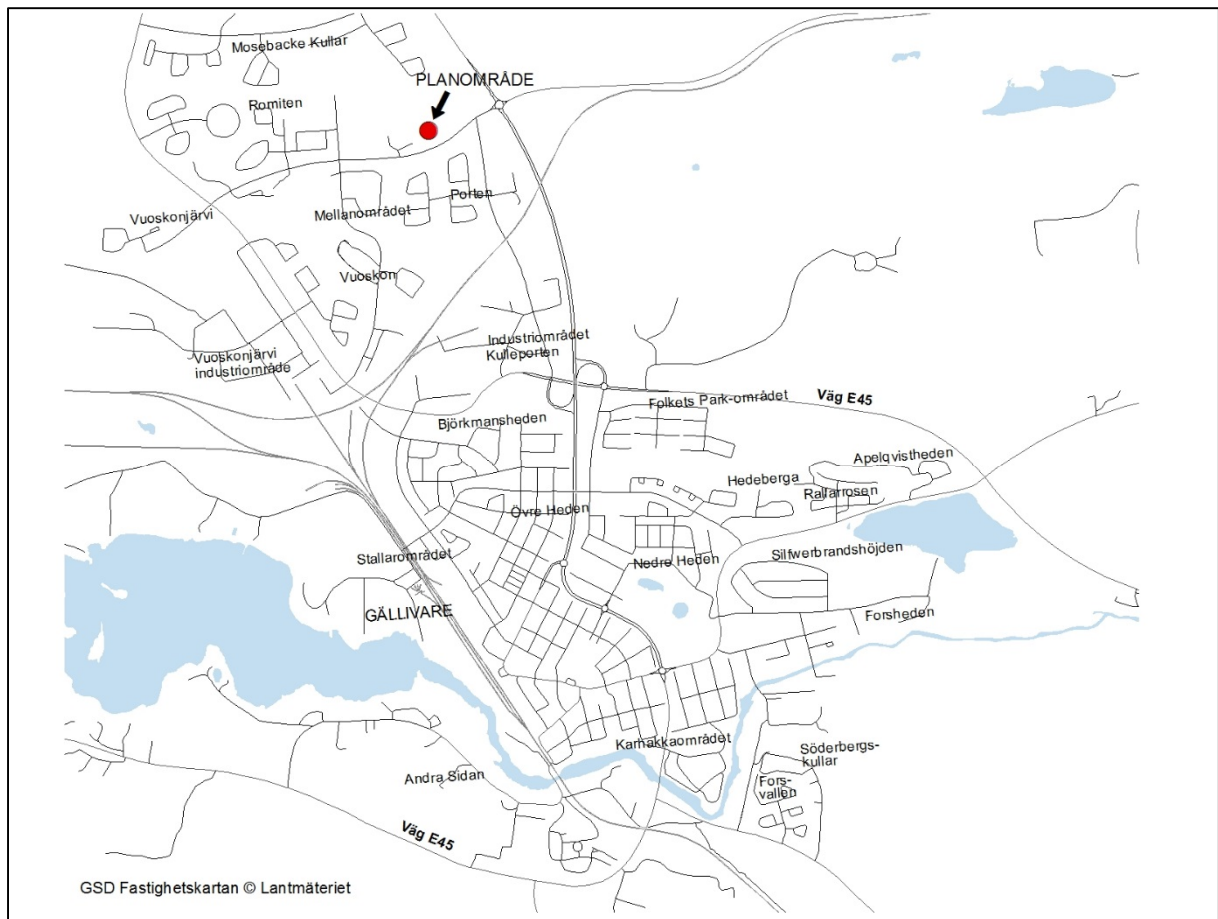 Mosebacke Kullar
PLANOMRÅDE
Romiten
Porten
Vuoskonjärvi
Mellanområdet
Vuoskon
Industriområdet
Kulleporten
Vuoskonjärvi
industriområde
Väg E45
Folkets Park-området
Björkmansheden
Apelqvistheden
Hedeberga
Rallarrosen
Övre Heden
Stallarområdet
Nedre Heden
Silfwerbrandshöjden
GÄLLIVARE
Forsheden
Karhakkaområdet
Söderbergs-
kullar
Andra Sidan
Fors-
vallen
Väg E45
GSD Fastighetskartan © Lantmäteriet